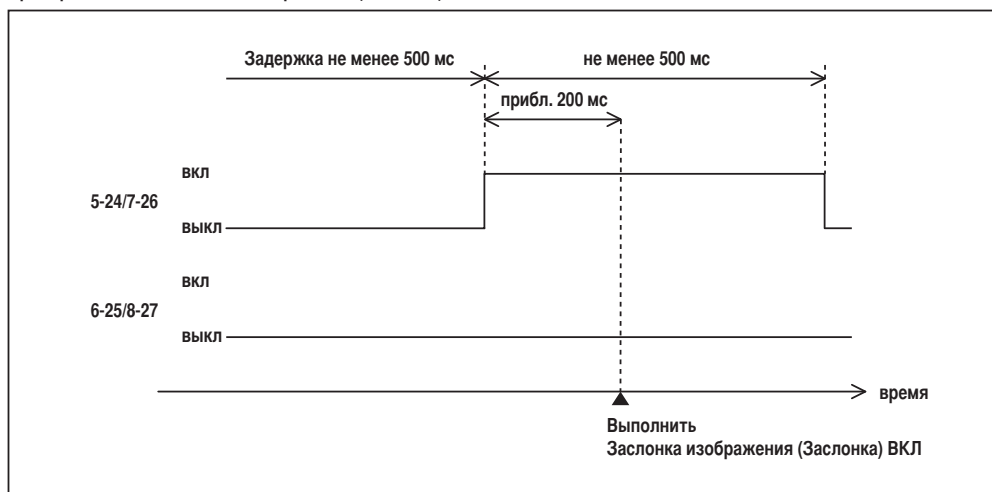 Задержка не менее 500 мс
не менее 500 мс
прибл. 200 мс
вкл
5-24/7-26
выкл
вкл
6-25/8-27
выкл
время
Выполнить
Заслонка изображения (Заслонка) ВКЛ